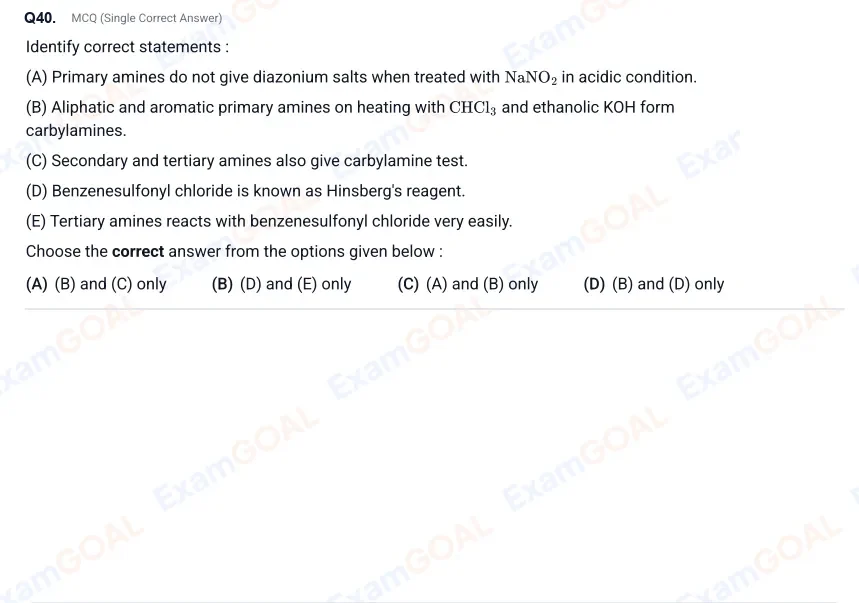 Q40. MCQ (Single Correct Answer)
Identify correct statements :
(A) Primary amines do not give diazonium salts when treated with NaNO₂ in acidic condition.
(B) Aliphatic and aromatic primary amines on heating with CHCl₃ and ethanolic KOH form
carbylamines.
(C) Secondary and tertiary amines also give carbylamine test.
(D) Benzenesulfonyl chloride is known as Hinsberg's reagent.
(E) Tertiary amines reacts with benzenesulfonyl chloride very easily.
Choose the correct answer from the options given below :
(A) (B) and (C) only (B) (D) and (E) only (C) (A) and (B) only (D) (B) and (D) only
ExamGOAL